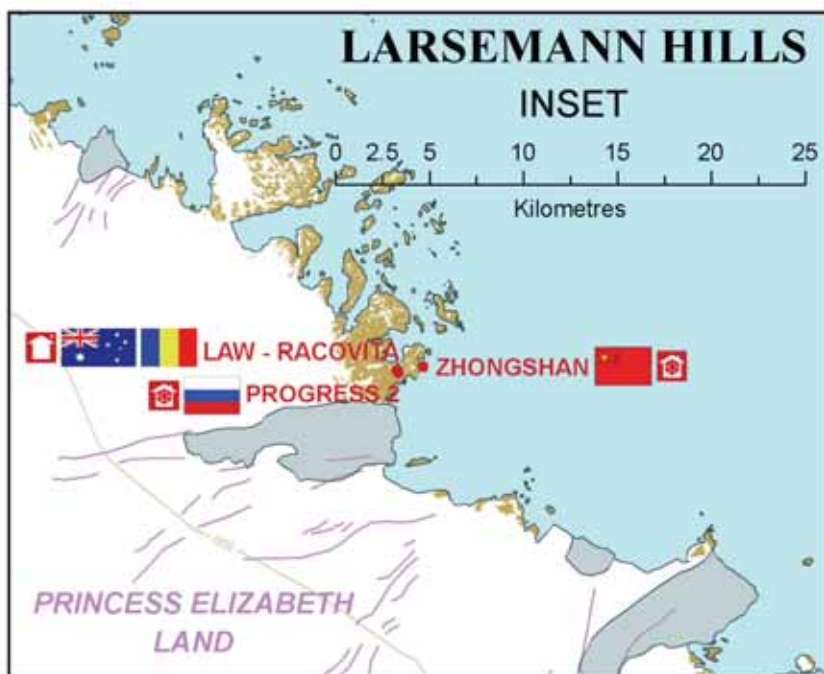 LARSEMANN HILLS
INSET
0 2.5 5 10 15 20 25
Kilometres
LAW - RACOVITA
ZHONGSHAN
PROGRESS 2
PRINCESS ELIZABETH
LAND